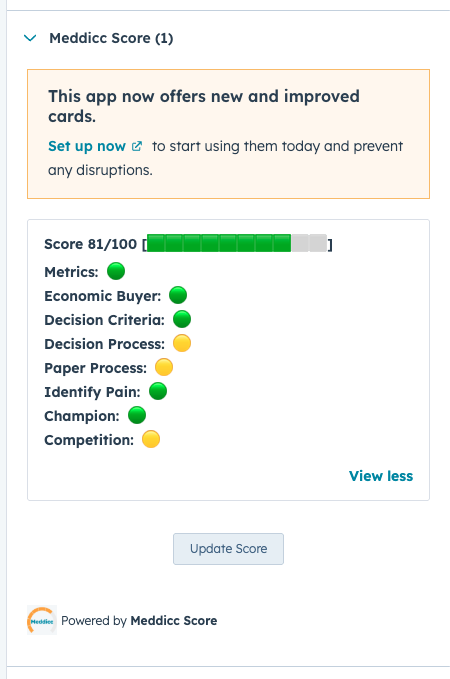 Meddicc Score (1)
This app now offers new and improved
cards.
Set up now to start using them today and prevent
any disruptions.
Score 81/100 []
Metrics:
Economic Buyer:
Decision Criteria:
Decision Process:
Paper Process:
Identify Pain:
Champion:
Competition:
View less
Update Score
Meddicc
Powered by Meddicc Score